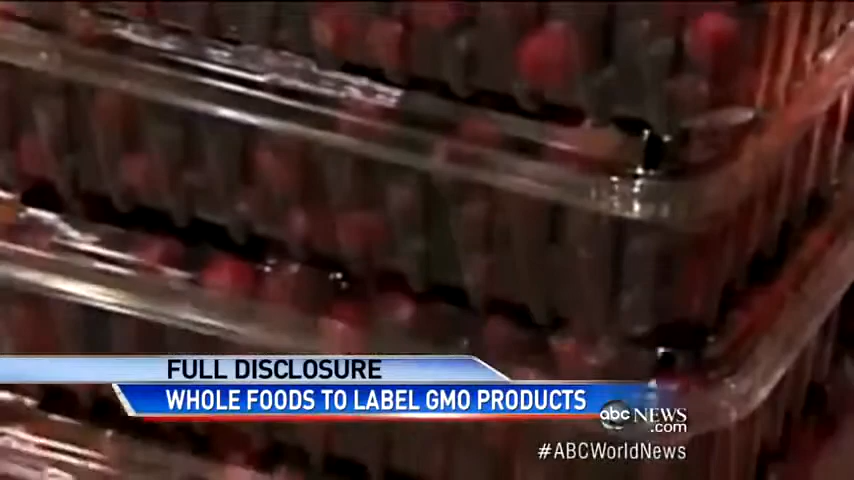 FULL DISCLOSURE
WHOLE FOODS TO LABEL GMO PRODUCTS
abc NEWS
.com
#ABCWorldNews